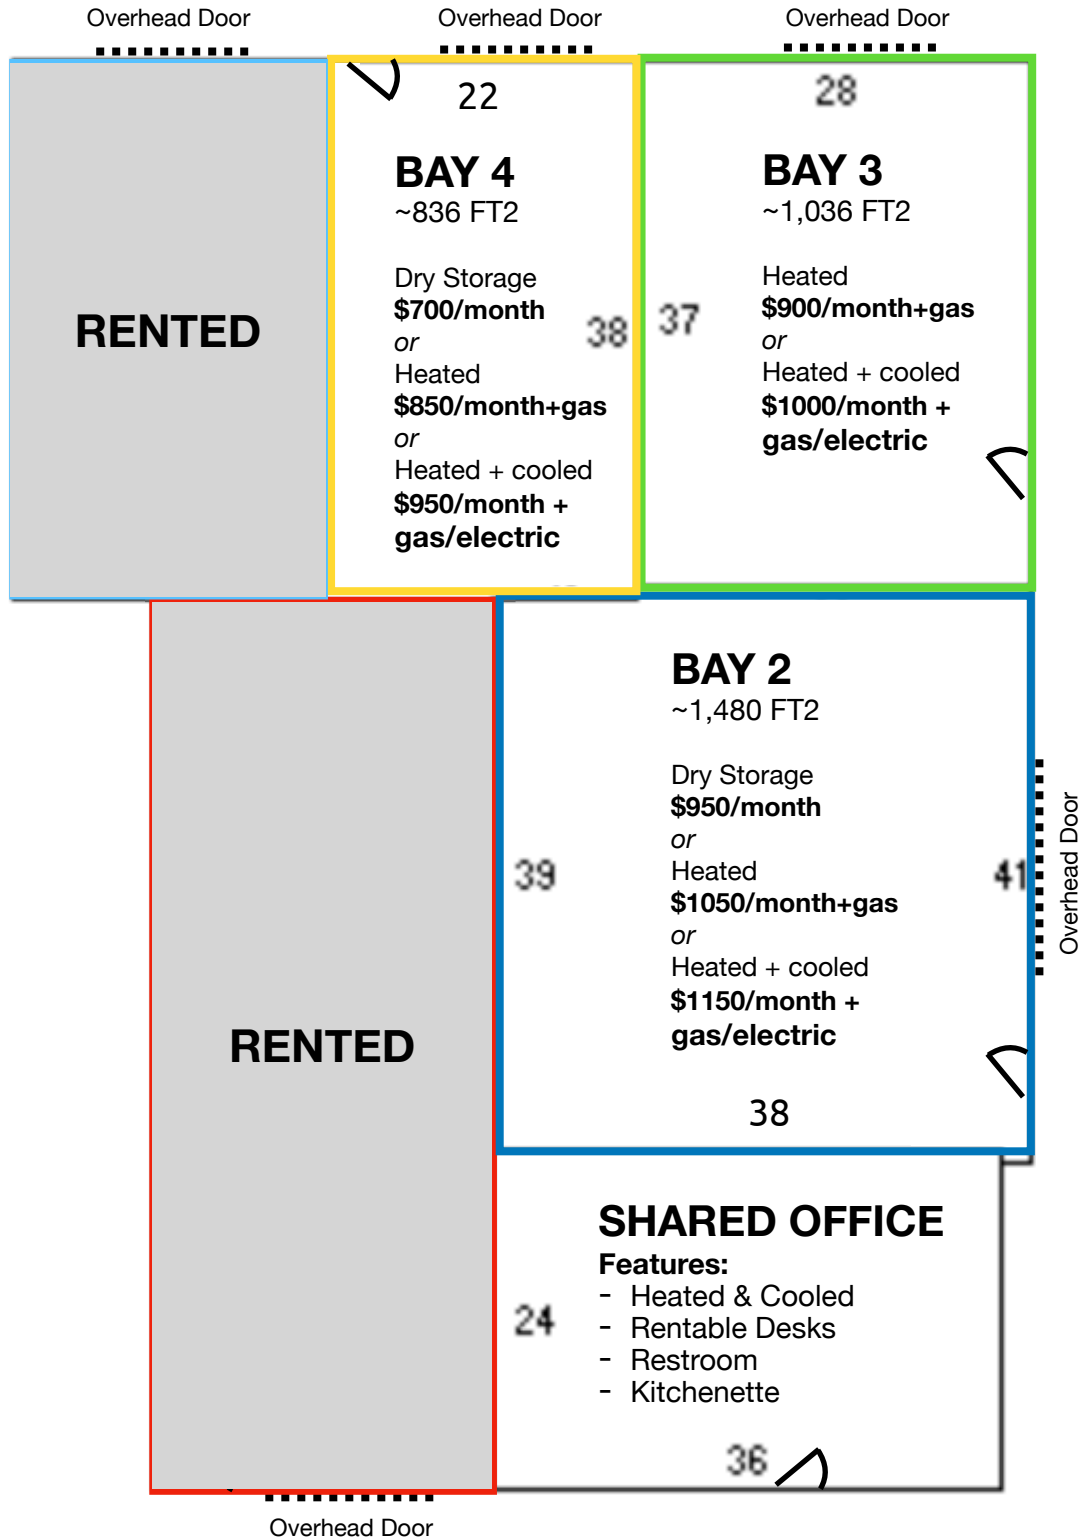 Overhead Door
Overhead Door
Overhead Door
22
28
BAY 4
~836 FT2
Dry Storage
$700/month
or
Heated
$850/month+gas
or
Heated + cooled
$950/month +
gas/electric
38
BAY 3
~1,036 FT2
Heated
$900/month+gas
or
Heated + cooled
$1000/month +
gas/electric
37
RENTED
BAY 2
~1,480 FT2
Dry Storage
$950/month
or
Heated
$1050/month+gas
or
Heated + cooled
$1150/month +
gas/electric
39
41
Overhead Door
38
RENTED
SHARED OFFICE
Features:
- Heated & Cooled
- Rentable Desks
- Restroom
- Kitchenette
24
36
Overhead Door